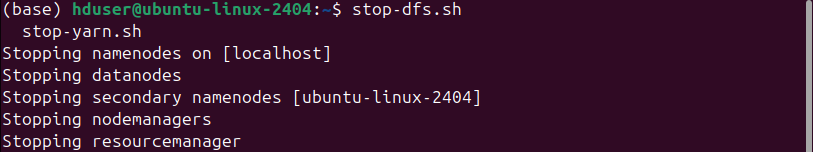 (base) hduser@ubuntu-linux-2404:~$ stop-dfs.sh
  stop-yarn.sh
Stopping namenodes on [localhost]
Stopping datanodes
Stopping secondary namenodes [ubuntu-linux-2404]
Stopping nodemanagers
Stopping resourcemanager